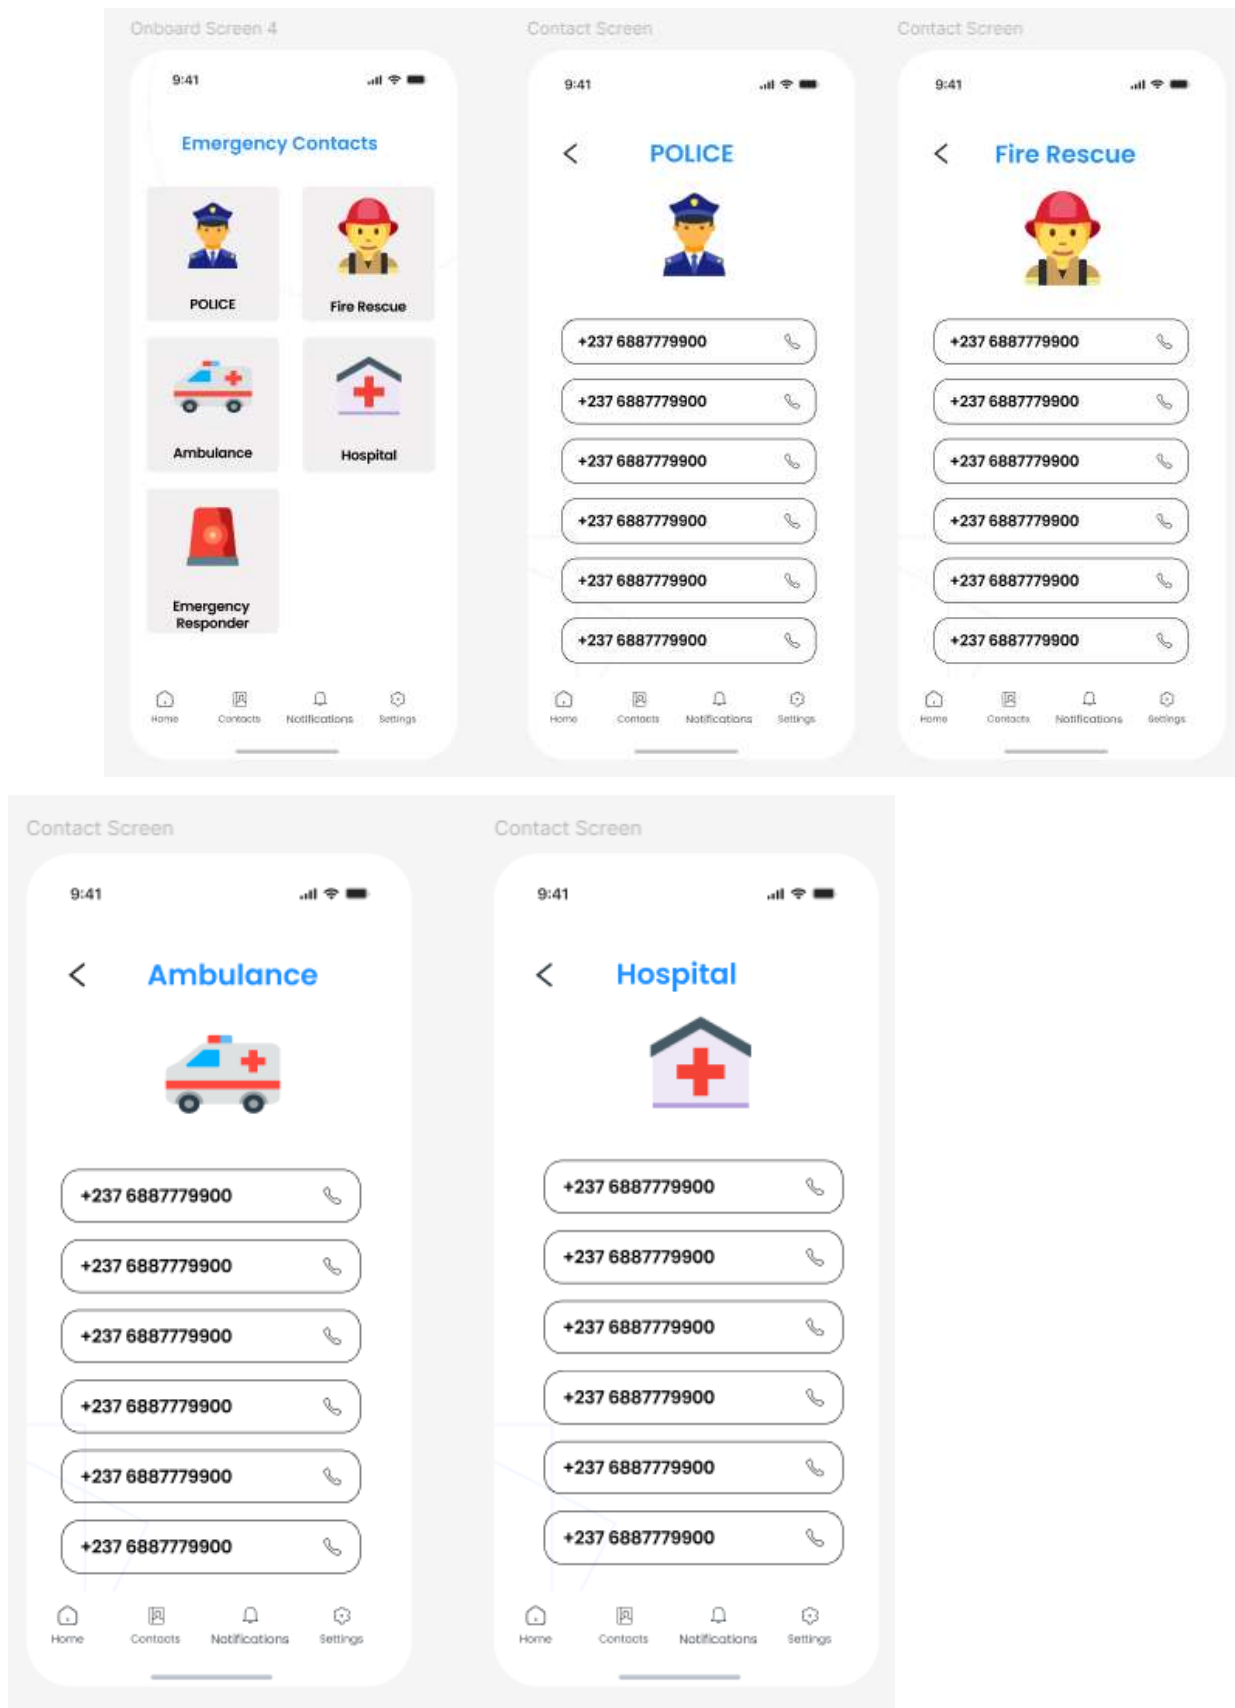 Onboard Screen 4
9:41
Emergency Contacts
POLICE
Fire Rescue
Ambulance
Hospital
Emergency
Responder
Home
Contacts
Notifications
Settings
Contact Screen
9:41
POLICE
+237 6887779900
+237 6887779900
+237 6887779900
+237 6887779900
+237 6887779900
+237 6887779900
Home
Contacts
Notifications
Settings
Contact Screen
9:41
Fire Rescue
+237 6887779900
+237 6887779900
+237 6887779900
+237 6887779900
+237 6887779900
+237 6887779900
Home
Contacts
Notifications
Settings
Contact Screen
9:41
Ambulance
+237 6887779900
+237 6887779900
+237 6887779900
+237 6887779900
+237 6887779900
+237 6887779900
Home
Contacts
Notifications
Settings
Contact Screen
9:41
Hospital
+237 6887779900
+237 6887779900
+237 6887779900
+237 6887779900
+237 6887779900
+237 6887779900
Home
Contacts
Notifications
Settings